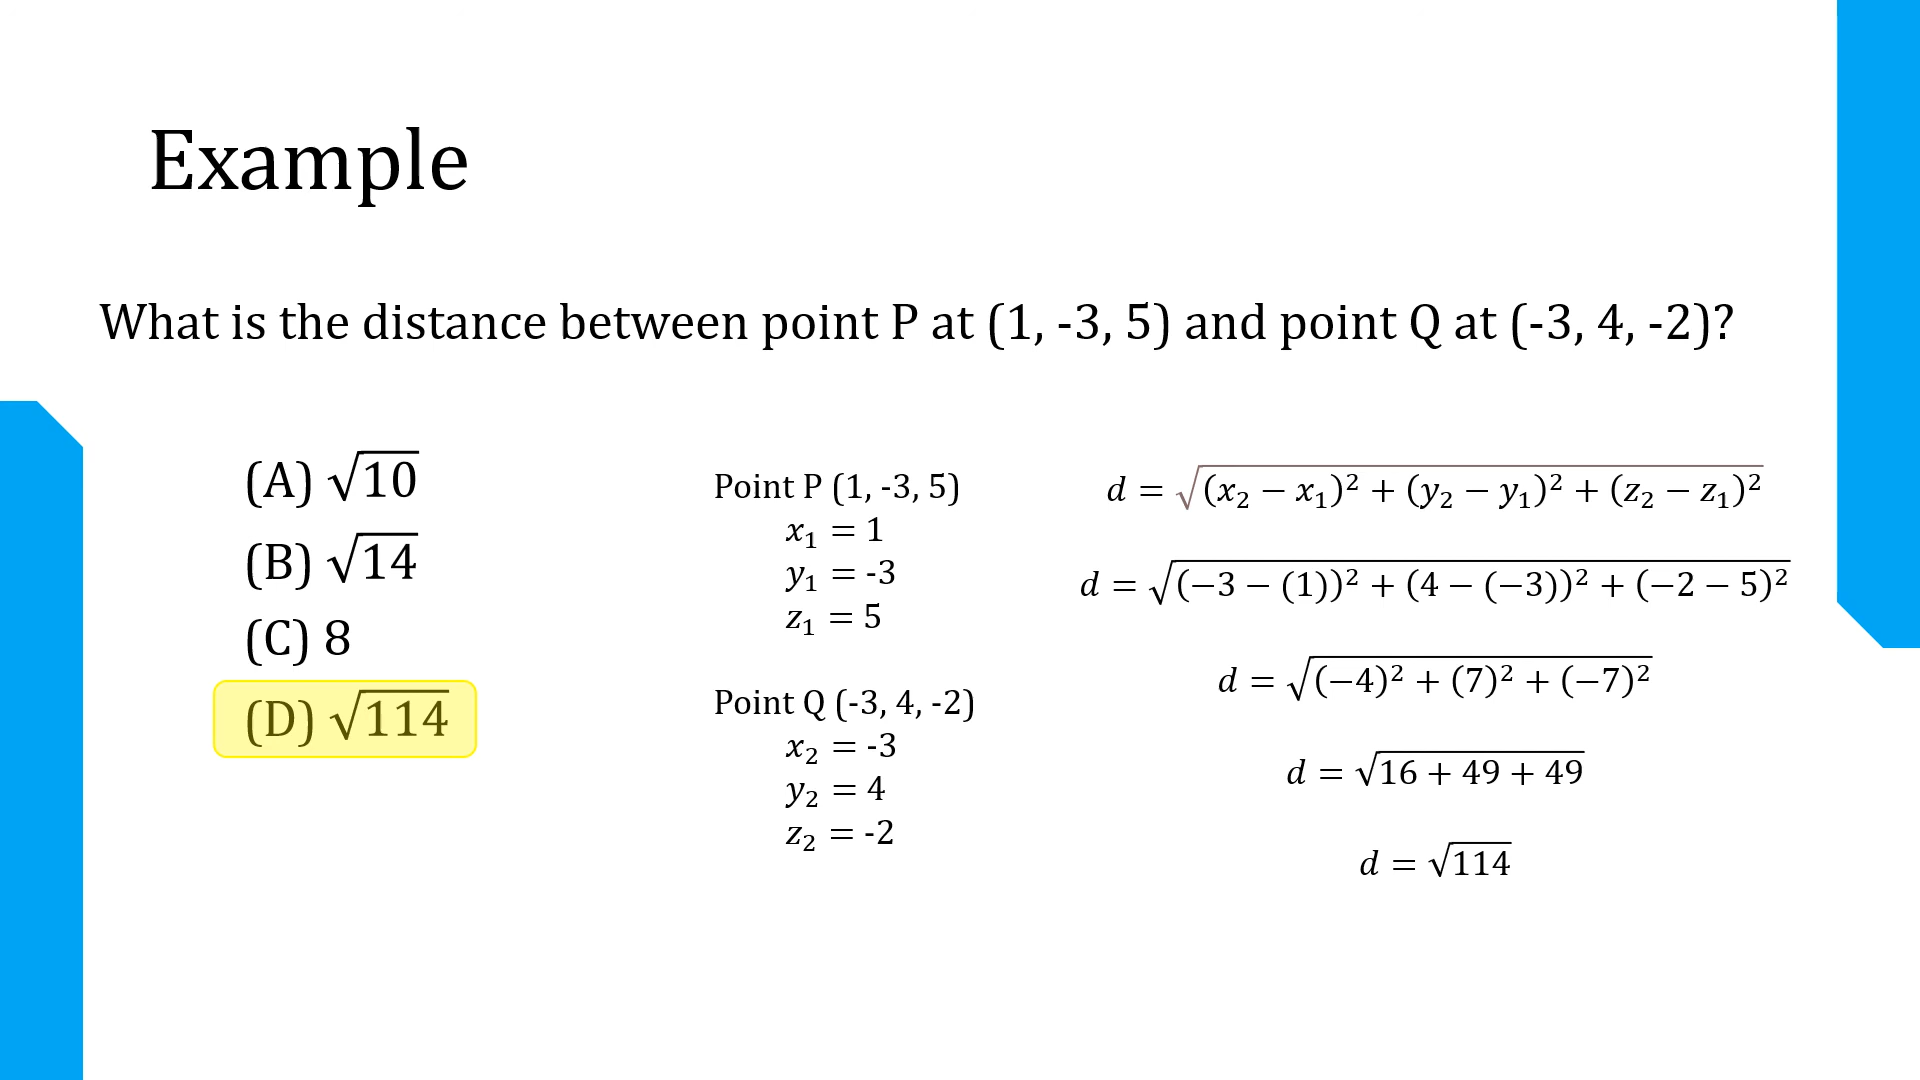 Example
What is the distance between point P at (1, -3, 5) and point Q at (-3, 4, -2)?
(A) √10
(B) √14
(C) 8
(D) √114
Point P (1, -3, 5)
x₁ = 1
y₁ = -3
z₁ = 5
Point Q (-3, 4, -2)
x₂ = -3
y₂ = 4
z₂ = -2
d = √((x₂ − x₁)² + (y₂ − y₁)² + (z₂ − z₁)²)
d = √((−3 − (1))² + (4 − (−3))² + (−2 − 5)²)
d = √((−4)² + (7)² + (−7)²)
d = √(16 + 49 + 49)
d = √114